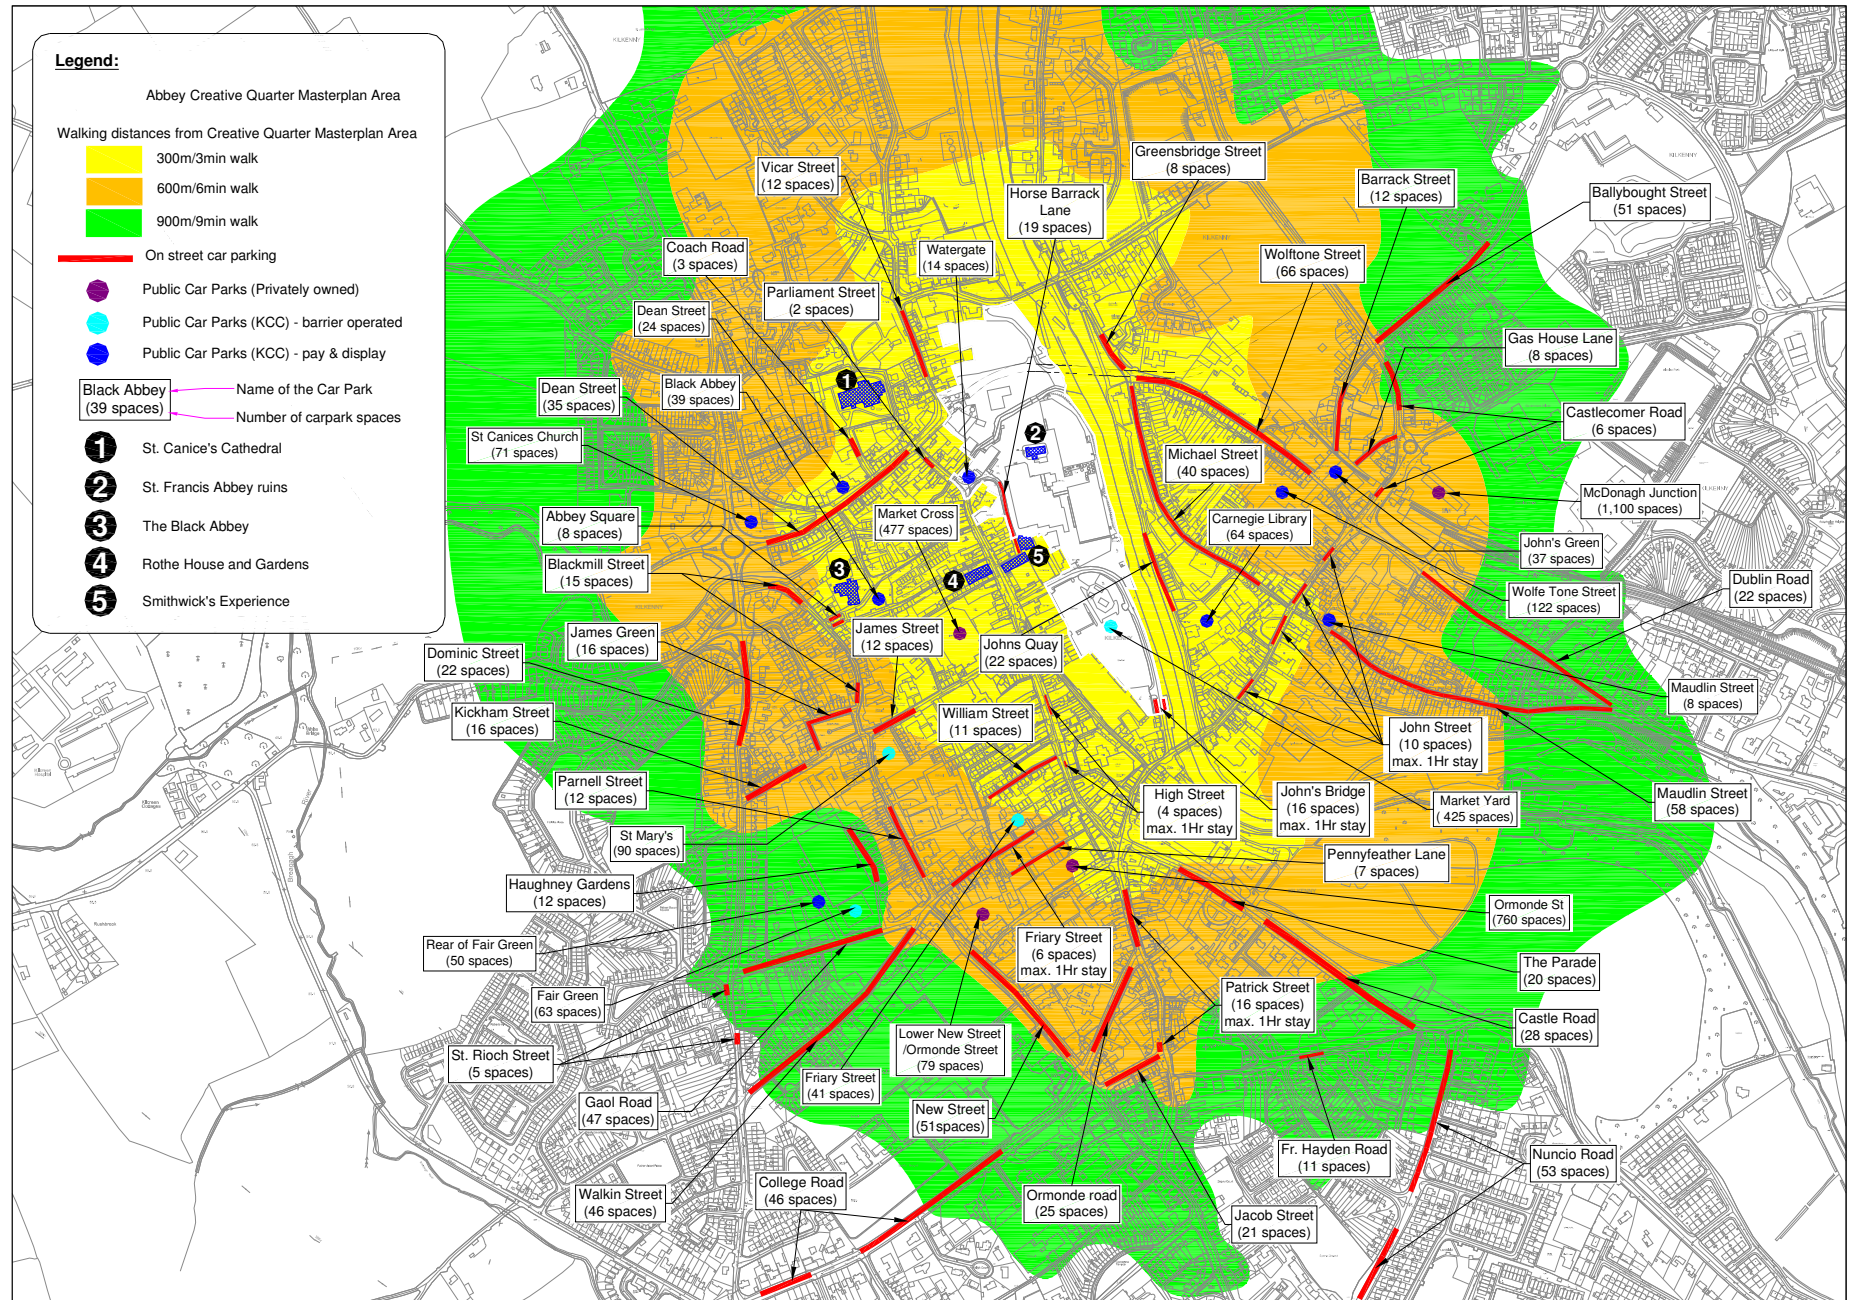 Legend:
Abbey Creative Quarter Masterplan Area
Walking distances from Creative Quarter Masterplan Area
300m/3min walk
600m/6min walk
900m/9min walk
On street car parking
Public Car Parks (Privately owned)
Public Car Parks (KCC) - barrier operated
Public Car Parks (KCC) - pay & display
Black Abbey
(39 spaces)
Name of the Car Park
Number of carpark spaces
1 St. Canice's Cathedral
2 St. Francis Abbey ruins
3 The Black Abbey
4 Rothe House and Gardens
5 Smithwick's Experience
Vicar Street
(12 spaces)
Horse Barrack
Lane
(19 spaces)
Greensbridge Street
(8 spaces)
Barrack Street
(12 spaces)
Ballybought Street
(51 spaces)
Coach Road
(3 spaces)
Watergate
(14 spaces)
Wolftone Street
(66 spaces)
Parliament Street
(2 spaces)
Dean Street
(24 spaces)
Gas House Lane
(8 spaces)
Dean Street
(35 spaces)
Black Abbey
(39 spaces)
Castlecomer Road
(6 spaces)
St Canices Church
(71 spaces)
Michael Street
(40 spaces)
McDonagh Junction
(1,100 spaces)
Abbey Square
(8 spaces)
Market Cross
(477 spaces)
Carnegie Library
(64 spaces)
John's Green
(37 spaces)
Blackmill Street
(15 spaces)
Dublin Road
(22 spaces)
Wolfe Tone Street
(122 spaces)
James Green
(16 spaces)
James Street
(12 spaces)
Johns Quay
(22 spaces)
Dominic Street
(22 spaces)
Maudlin Street
(8 spaces)
Kickham Street
(16 spaces)
William Street
(11 spaces)
John Street
(10 spaces)
max. 1Hr stay
Parnell Street
(12 spaces)
High Street
(4 spaces)
max. 1Hr stay
John's Bridge
(16 spaces)
max. 1Hr stay
Market Yard
( 425 spaces)
Maudlin Street
(58 spaces)
St Mary's
(90 spaces)
Pennyfeather Lane
(7 spaces)
Haughney Gardens
(12 spaces)
Ormonde St
(760 spaces)
Rear of Fair Green
(50 spaces)
Friary Street
(6 spaces)
max. 1Hr stay
The Parade
(20 spaces)
Fair Green
(63 spaces)
Patrick Street
(16 spaces)
max. 1Hr stay
Castle Road
(28 spaces)
Lower New Street
/Ormonde Street
(79 spaces)
St. Rioch Street
(5 spaces)
Friary Street
(41 spaces)
Gaol Road
(47 spaces)
New Street
(51spaces)
Fr. Hayden Road
(11 spaces)
Nuncio Road
(53 spaces)
Walkin Street
(46 spaces)
College Road
(46 spaces)
Ormonde road
(25 spaces)
Jacob Street
(21 spaces)
1
2
3
4
5
KILKENNY
KILKENNY
KILKENNY
KILKENNY
KILKENNY
KILKENNY